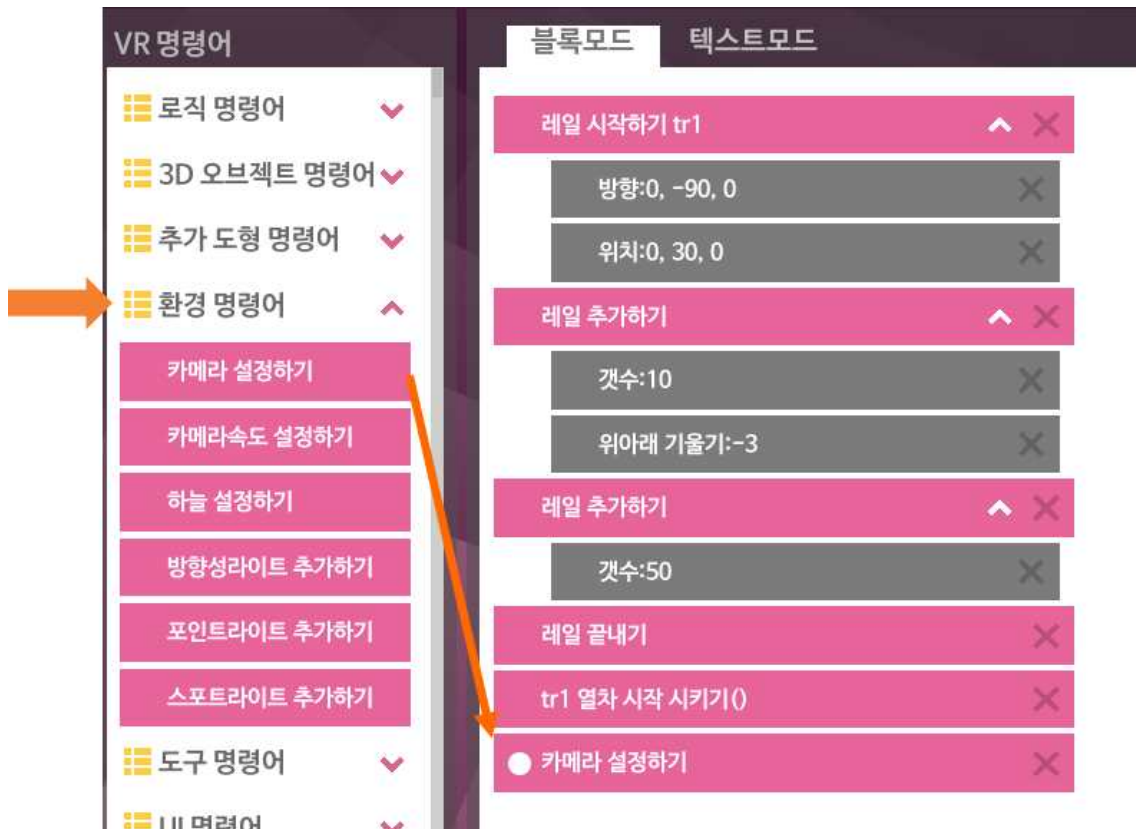 VR 명령어
로직 명령어
3D 오브젝트 명령어
추가 도형 명령어
환경 명령어
카메라 설정하기
카메라속도 설정하기
하늘 설정하기
방향성라이트 추가하기
포인트라이트 추가하기
스포트라이트 추가하기
도구 명령어
UI 명령어
블록모드 텍스트모드
레일 시작하기 tr1
방향:0, -90, 0
위치:0, 30, 0
레일 추가하기
갯수:10
위아래 기울기:-3
레일 추가하기
갯수:50
레일 끝내기
tr1 열차 시작 시키기()
카메라 설정하기